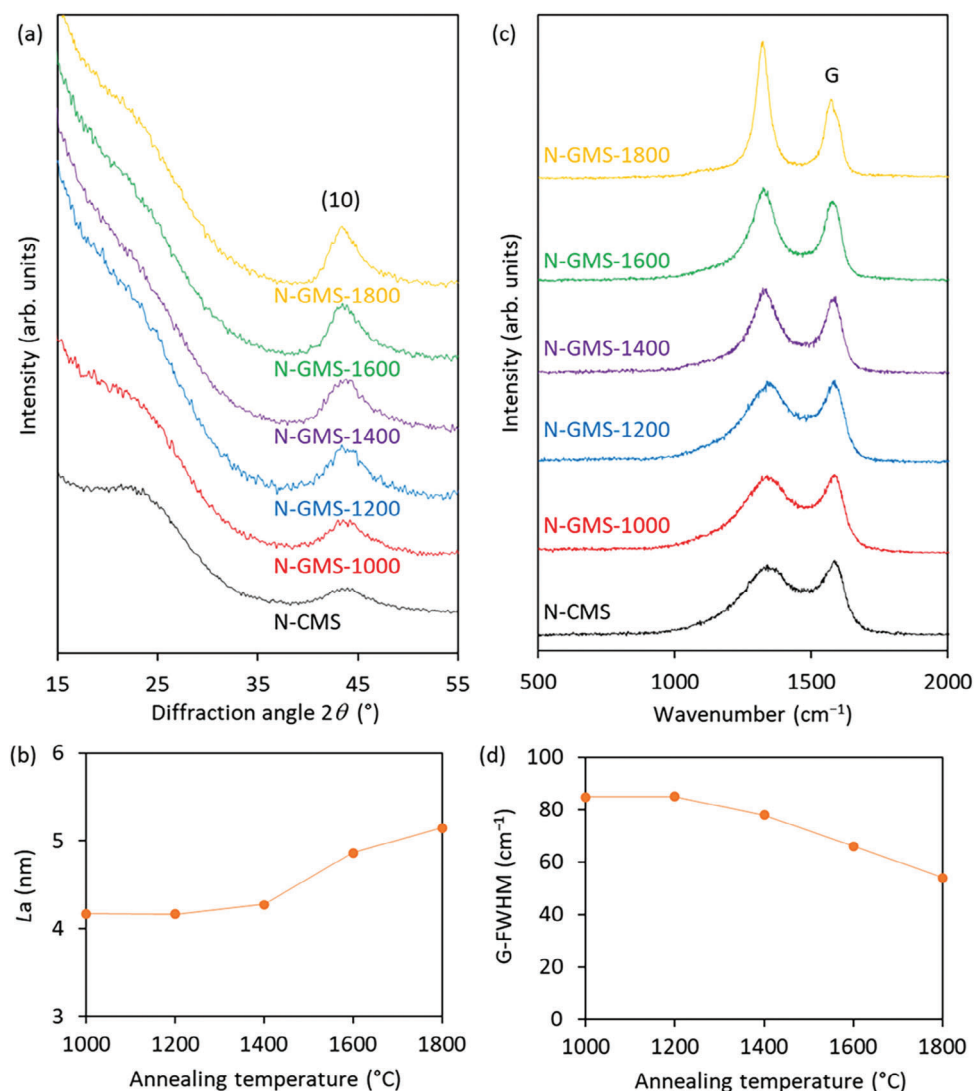 (a)
(10)
N-GMS-1800
N-GMS-1600
N-GMS-1400
N-GMS-1200
N-GMS-1000
N-CMS
Intensity (arb. units)
15 25 35 45 55
Diffraction angle 2θ (°)
(c)
G
N-GMS-1800
N-GMS-1600
N-GMS-1400
N-GMS-1200
N-GMS-1000
N-CMS
Intensity (arb. units)
500 1000 1500 2000
Wavenumber (cm⁻¹)
(b)
6
5
4
3
La (nm)
1000 1200 1400 1600 1800
Annealing temperature (°C)
(d)
100
80
60
40
20
0
G-FWHM (cm⁻¹)
1000 1200 1400 1600 1800
Annealing temperature (°C)